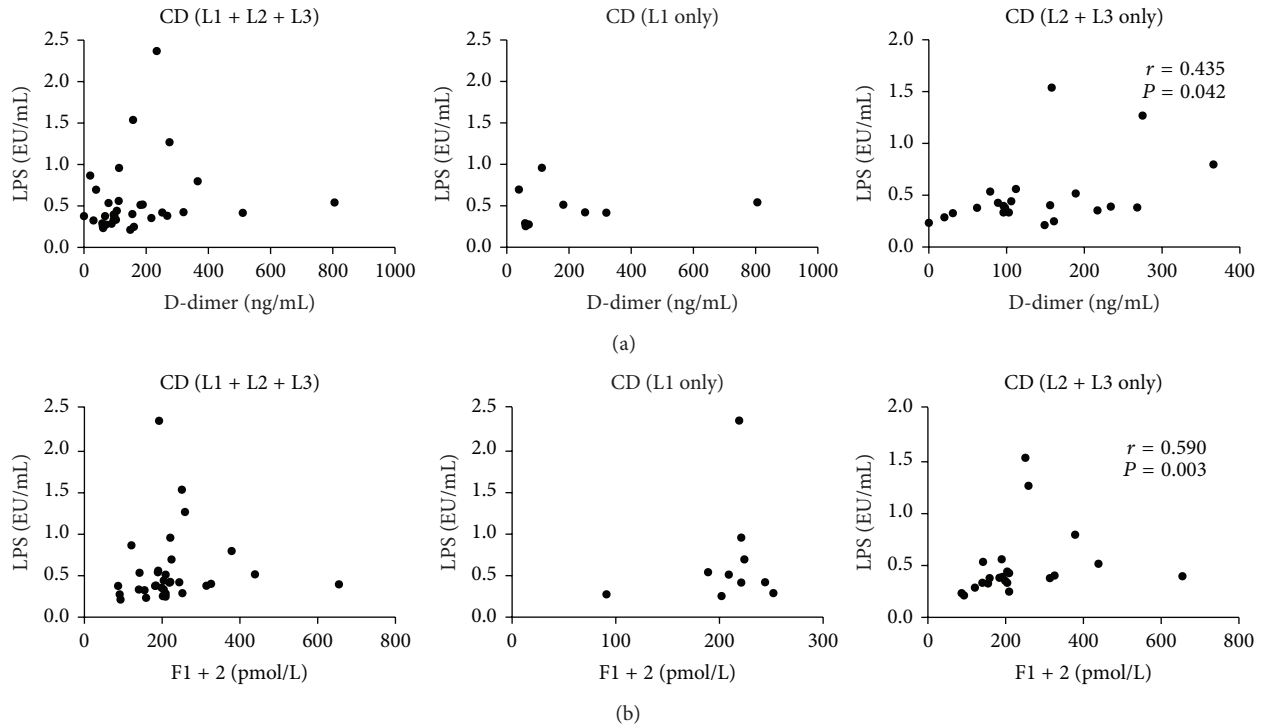 CD (L1 + L2 + L3)
2.5
2.0
1.5
1.0
0.5
0.0
LPS (EU/mL)
0 200 400 600 800 1000
D-dimer (ng/mL)
CD (L1 only)
2.5
2.0
1.5
1.0
0.5
0.0
LPS (EU/mL)
0 200 400 600 800 1000
D-dimer (ng/mL)
CD (L2 + L3 only)
2.0
1.5
1.0
0.5
0.0
LPS (EU/mL)
r = 0.435
P = 0.042
0 100 200 300 400
D-dimer (ng/mL)
(a)
CD (L1 + L2 + L3)
2.5
2.0
1.5
1.0
0.5
0.0
LPS (EU/mL)
0 200 400 600 800
F1 + 2 (pmol/L)
CD (L1 only)
2.5
2.0
1.5
1.0
0.5
0.0
LPS (EU/mL)
0 100 200 300
F1 + 2 (pmol/L)
CD (L2 + L3 only)
2.0
1.5
1.0
0.5
0.0
LPS (EU/mL)
r = 0.590
P = 0.003
0 200 400 600 800
F1 + 2 (pmol/L)
(b)